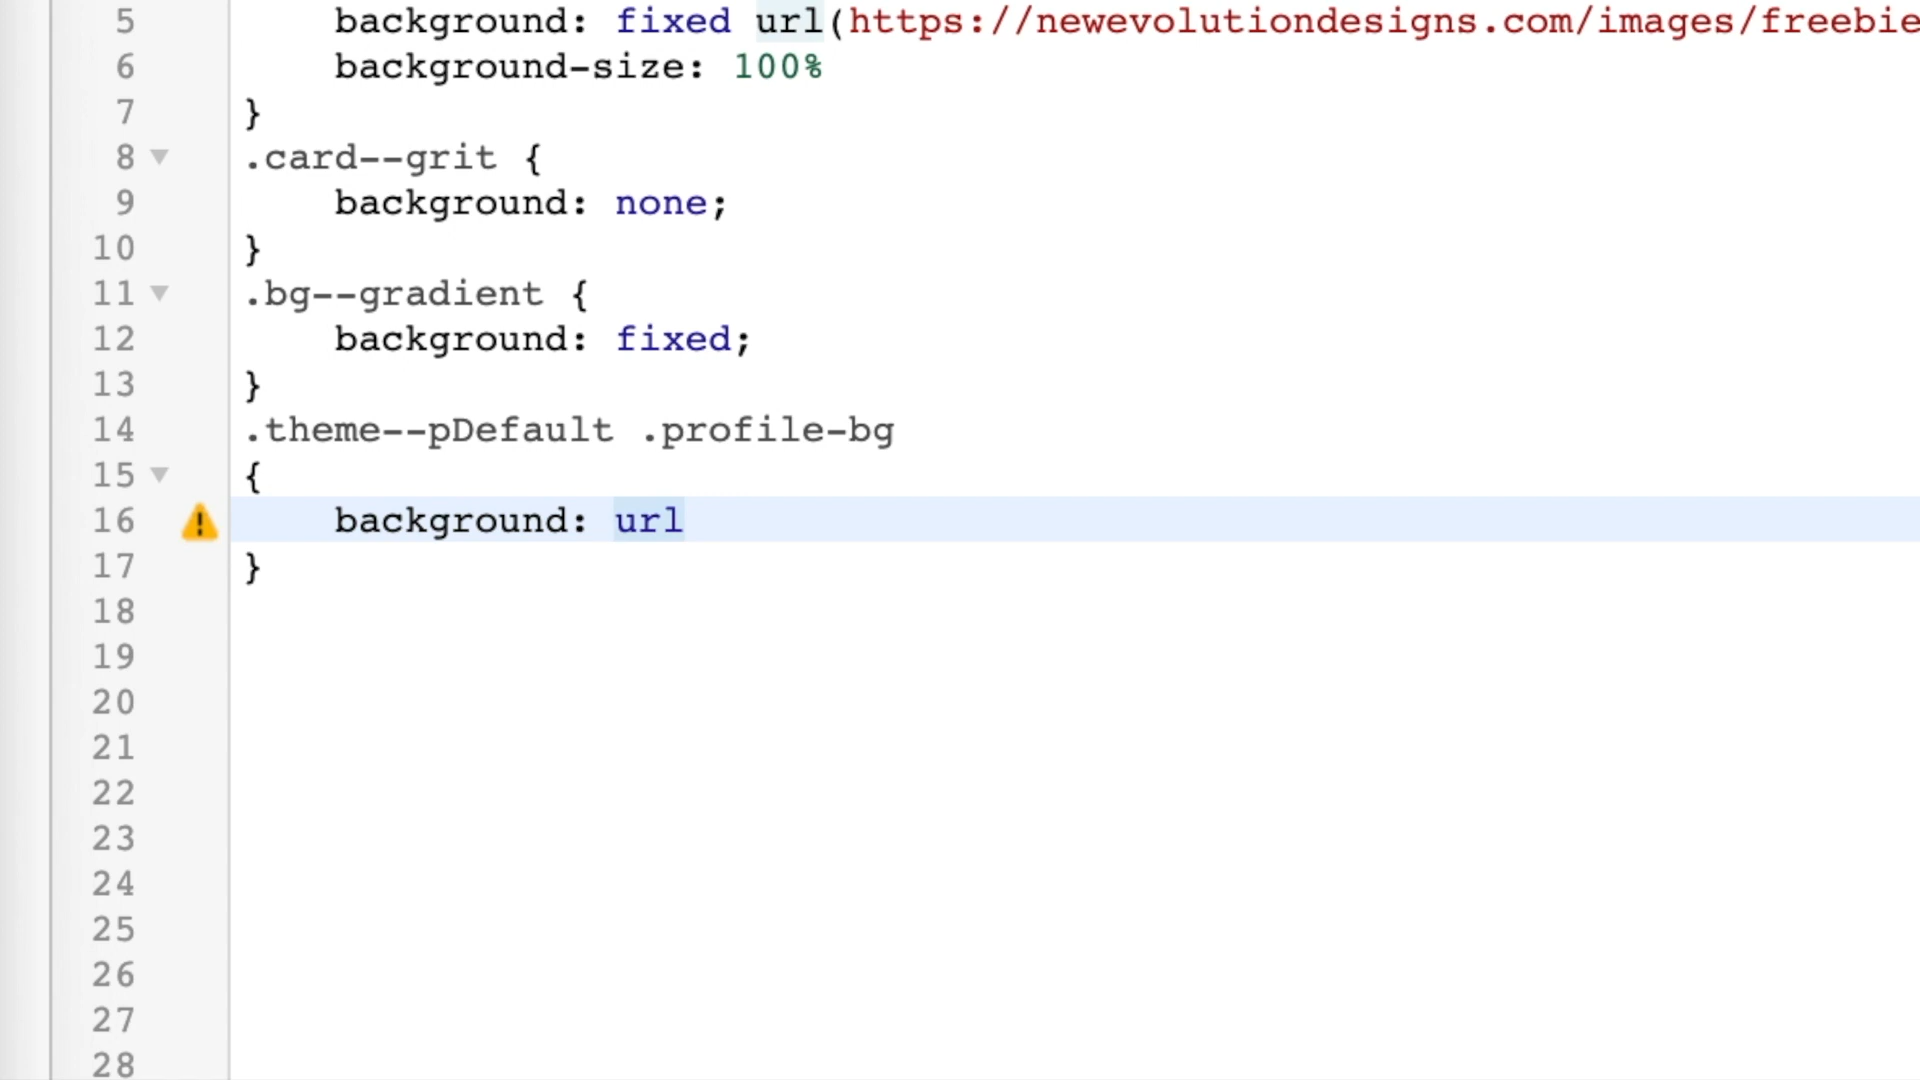 5 background: fixed url(https://newevolutiondesigns.com/images/freebie
6 background-size: 100%
7 }
8 .card--grit {
9 background: none;
10 }
11 .bg--gradient {
12 background: fixed;
13 }
14 .theme--pDefault .profile-bg
15 {
16 background: url
17 }
18
19
20
21
22
23
24
25
26
27
28